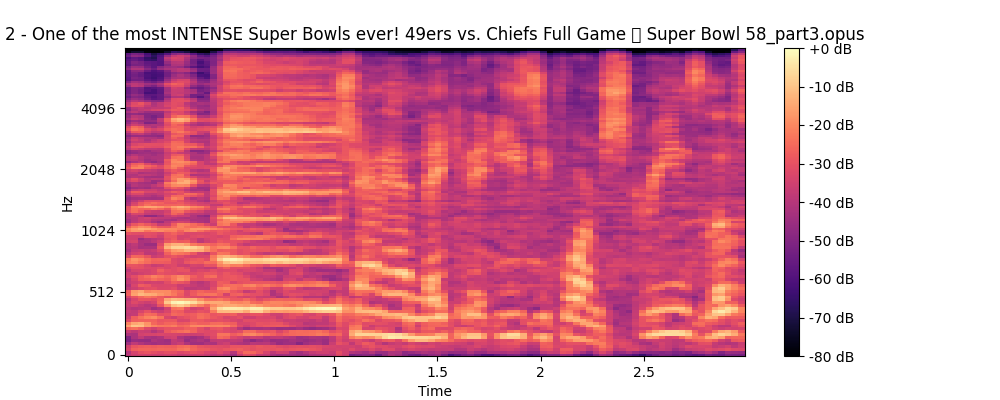 2 - One of the most INTENSE Super Bowls ever! 49ers vs. Chiefs Full Game ▯ Super Bowl 58_part3.opus
+0 dB
-10 dB
-20 dB
-30 dB
-40 dB
-50 dB
-60 dB
-70 dB
-80 dB
Hz
4096
2048
1024
512
0
0
0.5
1
1.5
2
2.5
Time